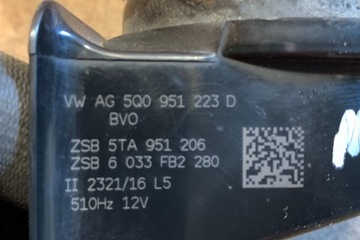 VW AG 5Q0 951 223 D
BVO
ZSB 5TA 951 206
ZSB 6 033 FB2 280
II 2321/16 L5
510Hz 12V